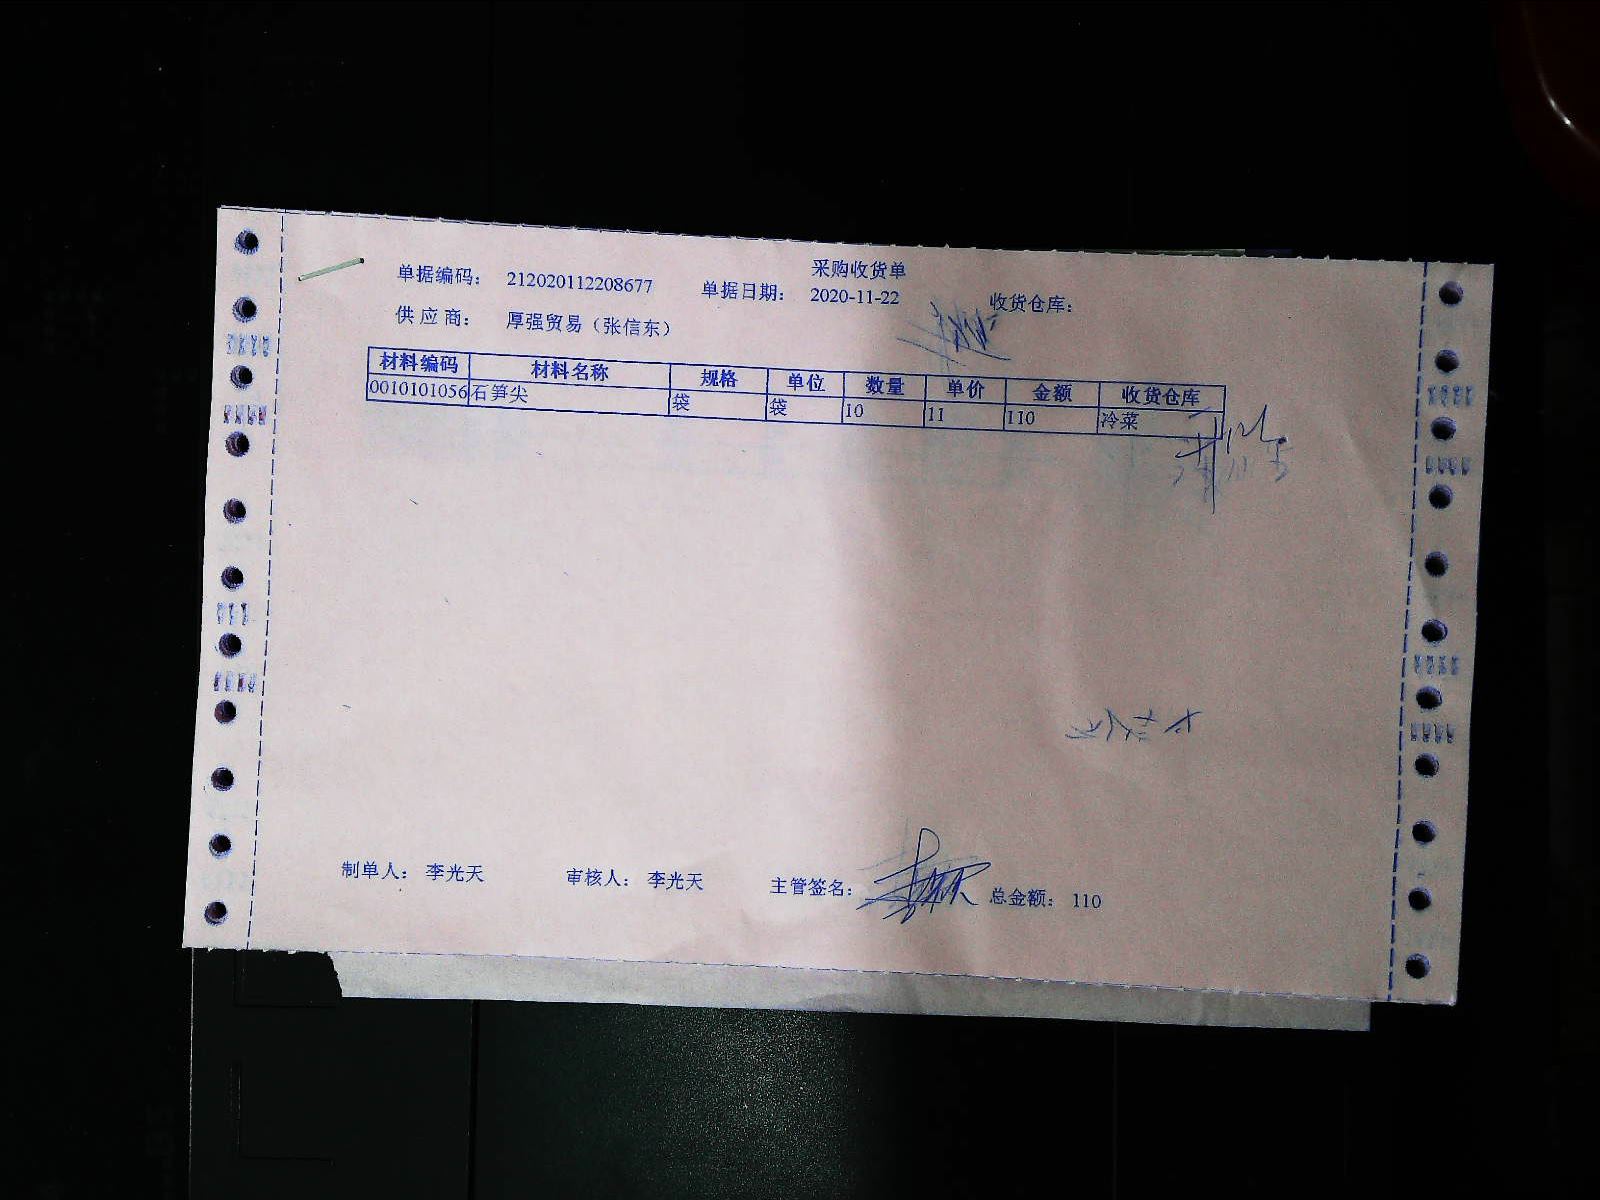 采购收货单
单据编码: 212020112208677 单据日期: 2020-11-22 收货仓库:
供应商: 厚强贸易（张信东）
材料编码 材料名称 规格 单位 数量 单价 金额 收货仓库
0010101056 石笋尖 袋 袋 10 11 110 冷菜
制单人: 李光天 审核人: 李光天 主管签名: 总金额: 110